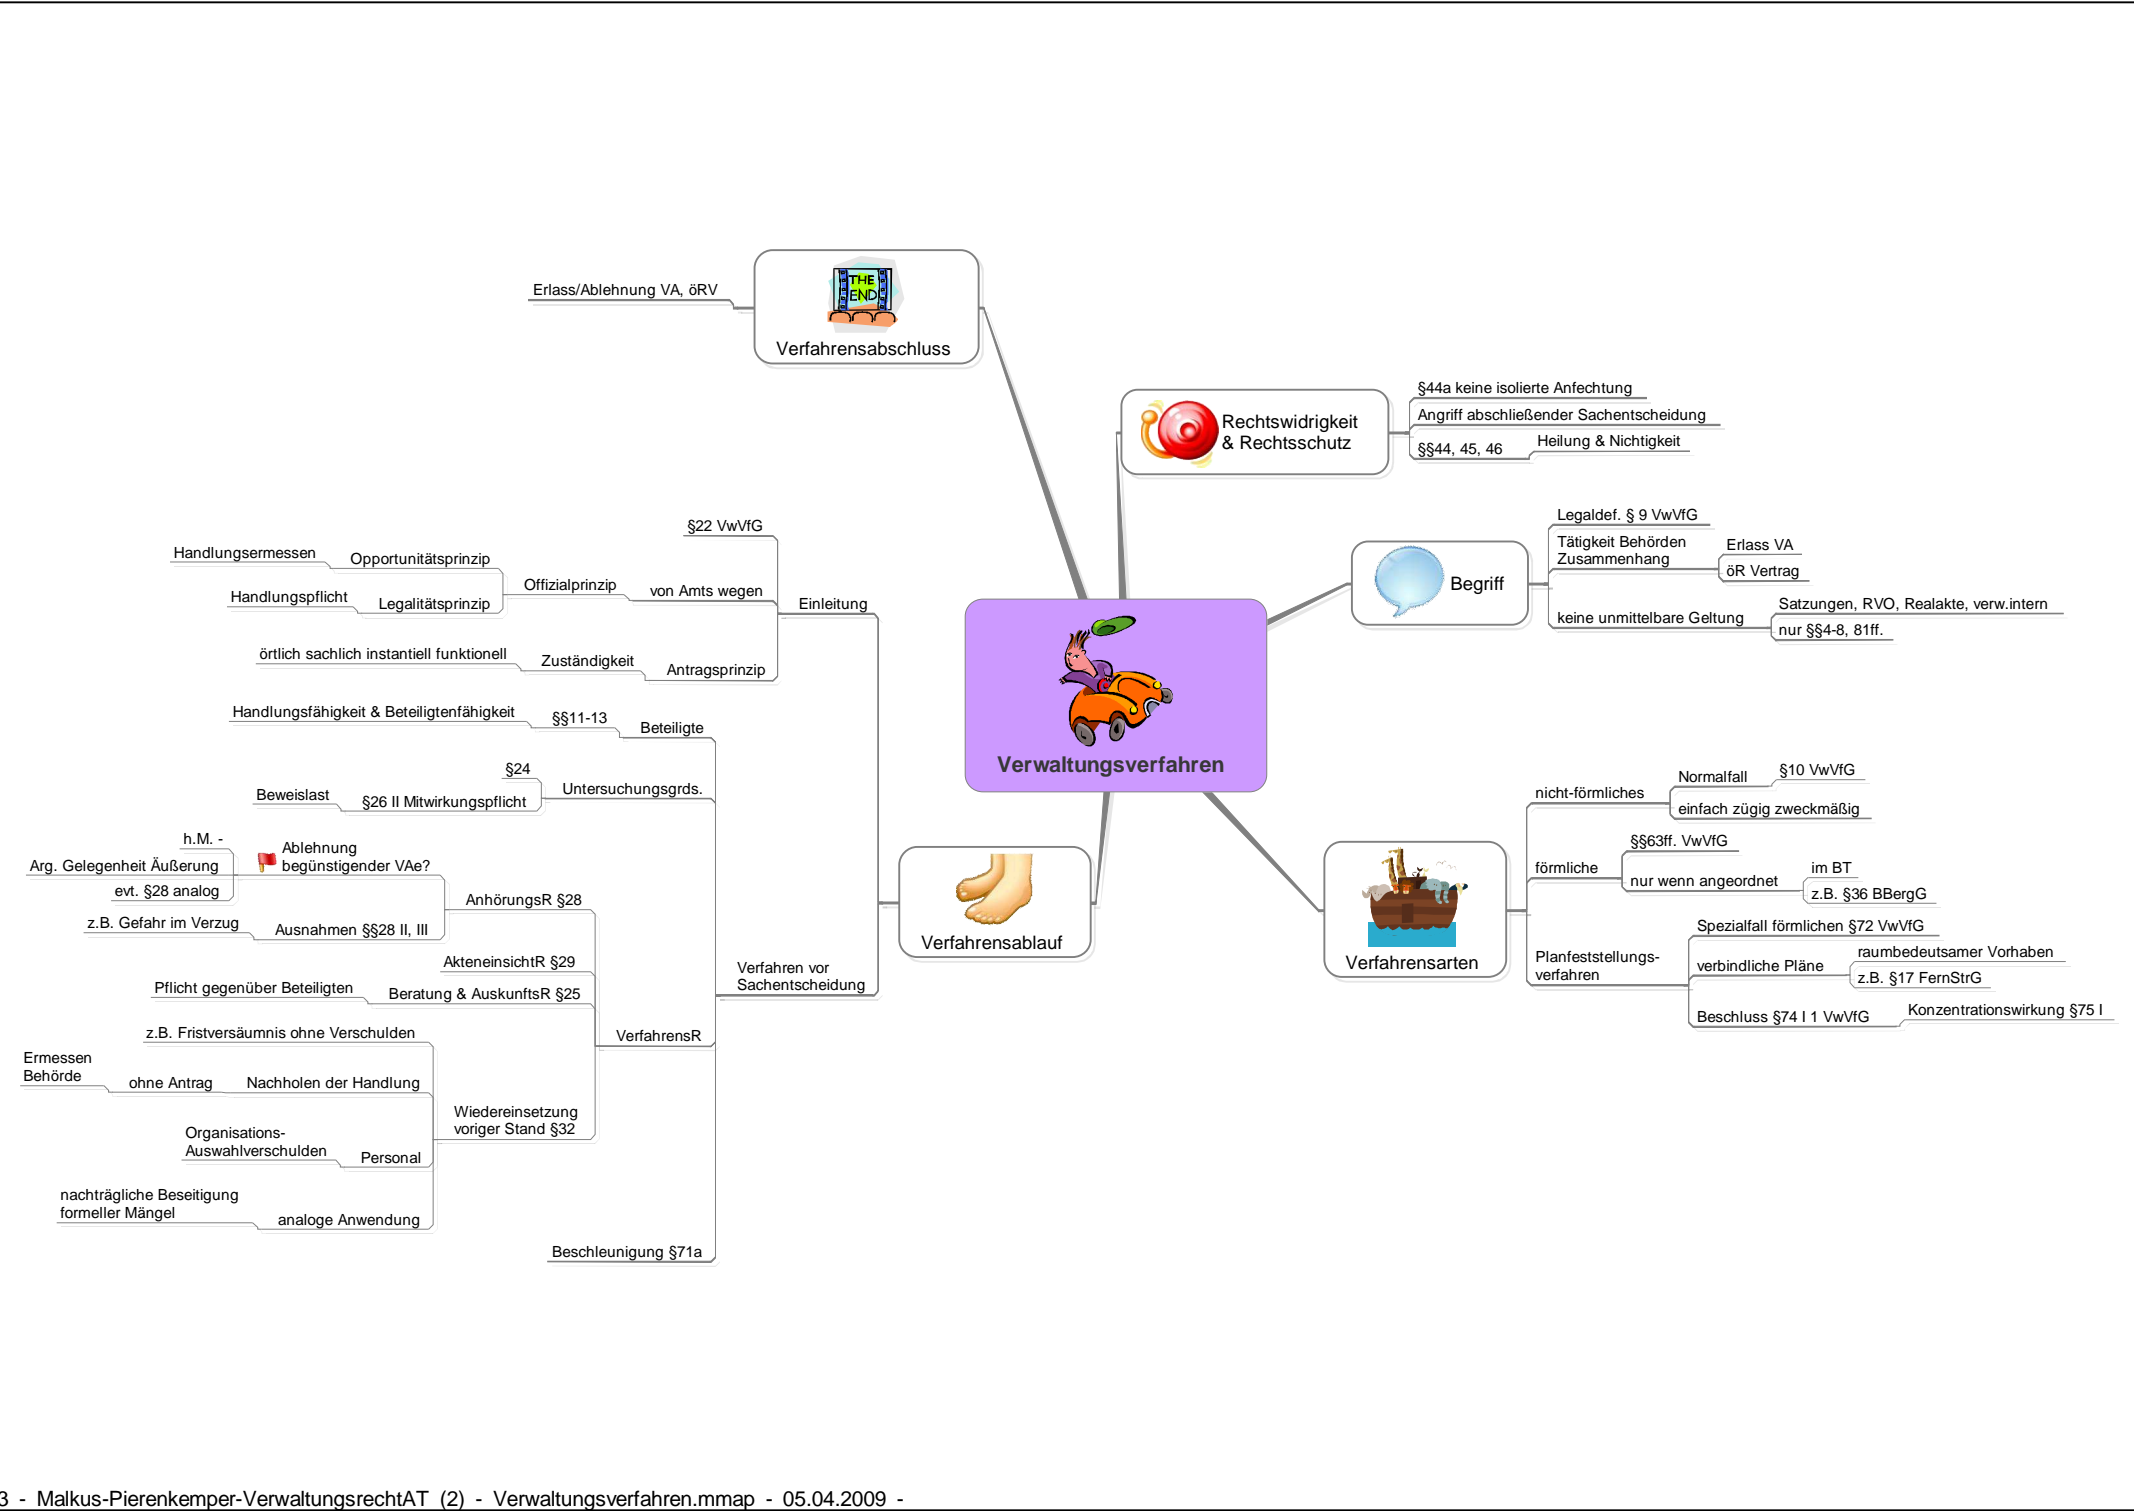 THE
END
Erlass/Ablehnung VA, öRV
Verfahrensabschluss
Rechtswidrigkeit
& Rechtsschutz
§44a keine isolierte Anfechtung
Angriff abschließender Sachentscheidung
§§44, 45, 46
Heilung & Nichtigkeit
Begriff
Legaldef. § 9 VwVfG
Tätigkeit Behörden
Zusammenhang
Erlass VA
öR Vertrag
keine unmittelbare Geltung
Satzungen, RVO, Realakte, verw.intern
nur §§4-8, 81ff.
Verwaltungsverfahren
Verfahrensarten
nicht-förmliches
Normalfall
§10 VwVfG
einfach zügig zweckmäßig
förmliche
§§63ff. VwVfG
nur wenn angeordnet
im BT
z.B. §36 BBergG
Planfeststellungs-
verfahren
Spezialfall förmlichen §72 VwVfG
verbindliche Pläne
raumbedeutsamer Vorhaben
z.B. §17 FernStrG
Beschluss §74 I 1 VwVfG
Konzentrationswirkung §75 I
Verfahrensablauf
Einleitung
§22 VwVfG
von Amts wegen
Offizialprinzip
Opportunitätsprinzip
Handlungsermessen
Legalitätsprinzip
Handlungspflicht
Antragsprinzip
Zuständigkeit
örtlich sachlich instantiell funktionell
Verfahren vor
Sachentscheidung
Beteiligte
§§11-13
Handlungsfähigkeit & Beteiligtenfähigkeit
Untersuchungsgrds.
§24
§26 II Mitwirkungspflicht
Beweislast
VerfahrensR
AnhörungsR §28
Ablehnung
begünstigender VAe?
h.M. -
Arg. Gelegenheit Äußerung
evt. §28 analog
Ausnahmen §§28 II, III
z.B. Gefahr im Verzug
AkteneinsichtR §29
Beratung & AuskunftsR §25
Pflicht gegenüber Beteiligten
Wiedereinsetzung
voriger Stand §32
z.B. Fristversäumnis ohne Verschulden
Nachholen der Handlung
ohne Antrag
Ermessen
Behörde
Personal
Organisations-
Auswahlverschulden
analoge Anwendung
nachträgliche Beseitigung
formeller Mängel
Beschleunigung §71a
3 - Malkus-Pierenkemper-VerwaltungsrechtAT (2) - Verwaltungsverfahren.mmap - 05.04.2009 -